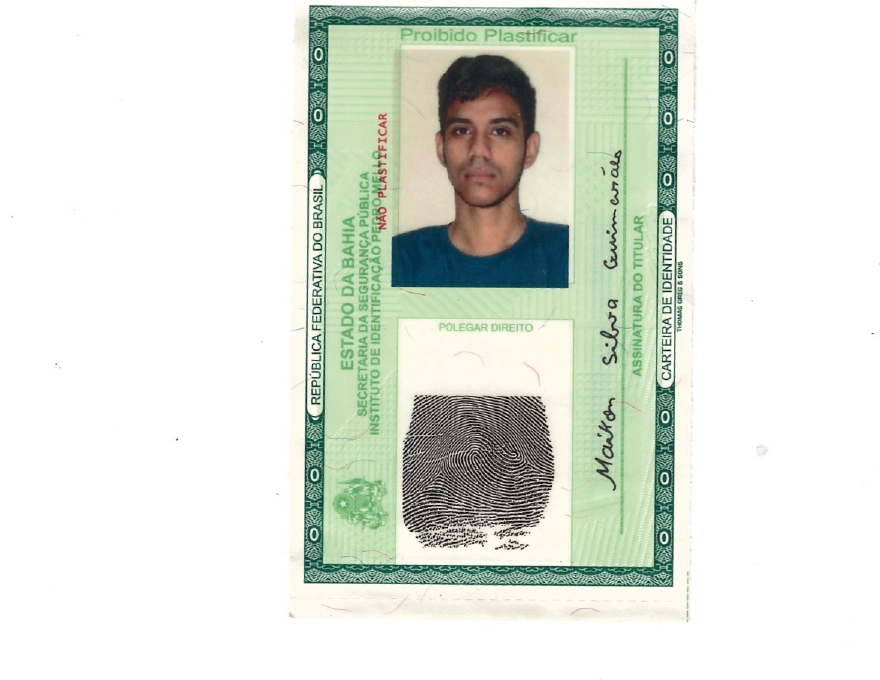 Proibido Plastificar
REPÚBLICA FEDERATIVA DO BRASIL
ESTADO DA BAHIA
SECRETARIA DA SEGURANÇA PÚBLICA
INSTITUTO DE IDENTIFICAÇÃO PEDRO MELLO
NÃO PLASTIFICAR
POLEGAR DIREITO
Maikon Silva Guimarães
ASSINATURA DO TITULAR
CARTEIRA DE IDENTIDADE
THOMAS GREG & SONS